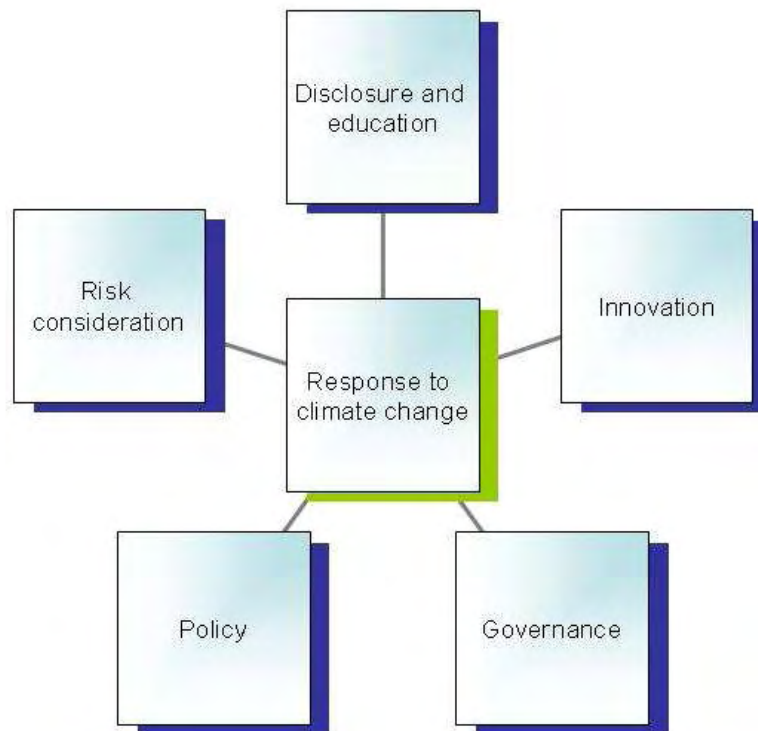 Disclosure and
education
Risk
consideration
Innovation
Response to
climate change
Policy
Governance